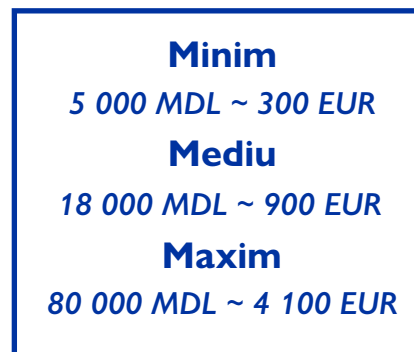 Minim
5 000 MDL ~ 300 EUR
Mediu
18 000 MDL ~ 900 EUR
Maxim
80 000 MDL ~ 4 100 EUR